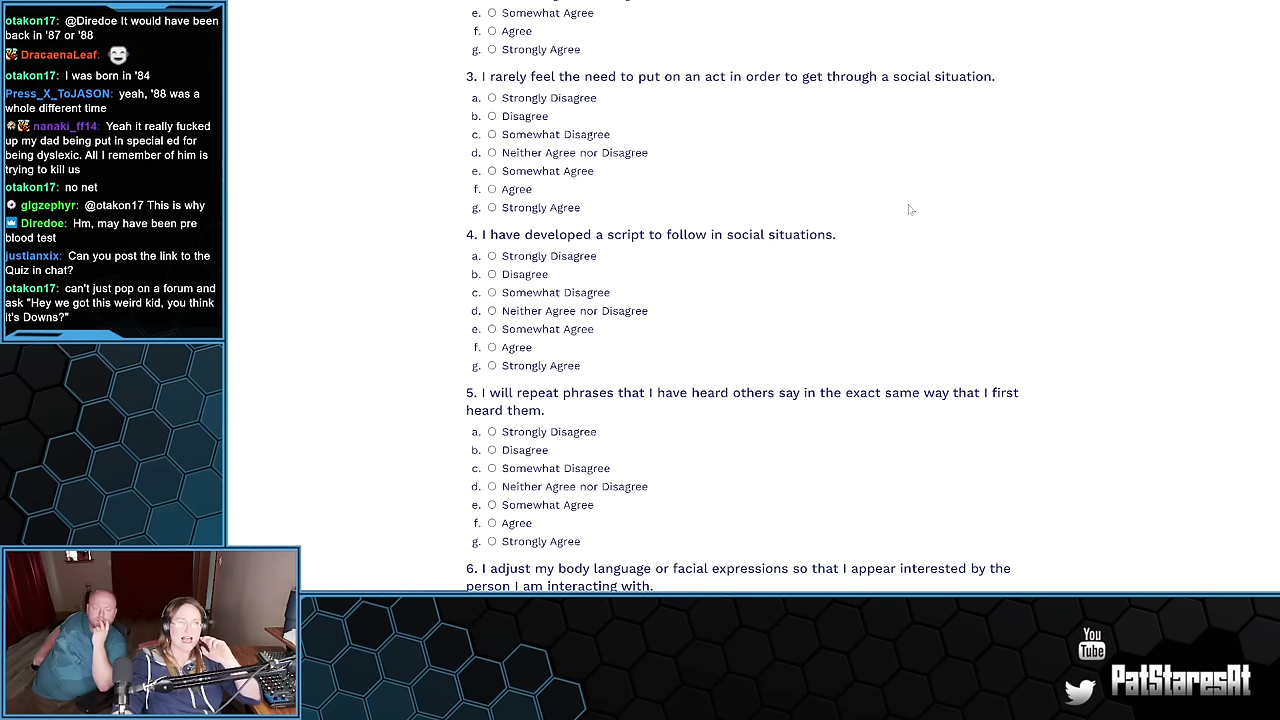 otakon17: @Diredoe It would have been
back in '87 or '88
DracaenaLeaf:
otakon17: I was born in '84
Press_X_ToJASON: yeah, '88 was a
whole different time
nanaki_ff14: Yeah it really fucked
up my dad being put in special ed for
being dyslexic. All I remember of him is
trying to kill us
otakon17: no net
glgzephyr: @otakon17 This is why
Diredoe: Hm, may have been pre
blood test
justianxix: Can you post the link to the
Quiz in chat?
otakon17: can't just pop on a forum and
ask "Hey we got this weird kid, you think
it's Downs?"
e. Somewhat Agree
f. Agree
g. Strongly Agree
3. I rarely feel the need to put on an act in order to get through a social situation.
a. Strongly Disagree
b. Disagree
c. Somewhat Disagree
d. Neither Agree nor Disagree
e. Somewhat Agree
f. Agree
g. Strongly Agree
4. I have developed a script to follow in social situations.
a. Strongly Disagree
b. Disagree
c. Somewhat Disagree
d. Neither Agree nor Disagree
e. Somewhat Agree
f. Agree
g. Strongly Agree
5. I will repeat phrases that I have heard others say in the exact same way that I first
heard them.
a. Strongly Disagree
b. Disagree
c. Somewhat Disagree
d. Neither Agree nor Disagree
e. Somewhat Agree
f. Agree
g. Strongly Agree
6. I adjust my body language or facial expressions so that I appear interested by the
person I am interacting with.
You
Tube
PatStaresAt